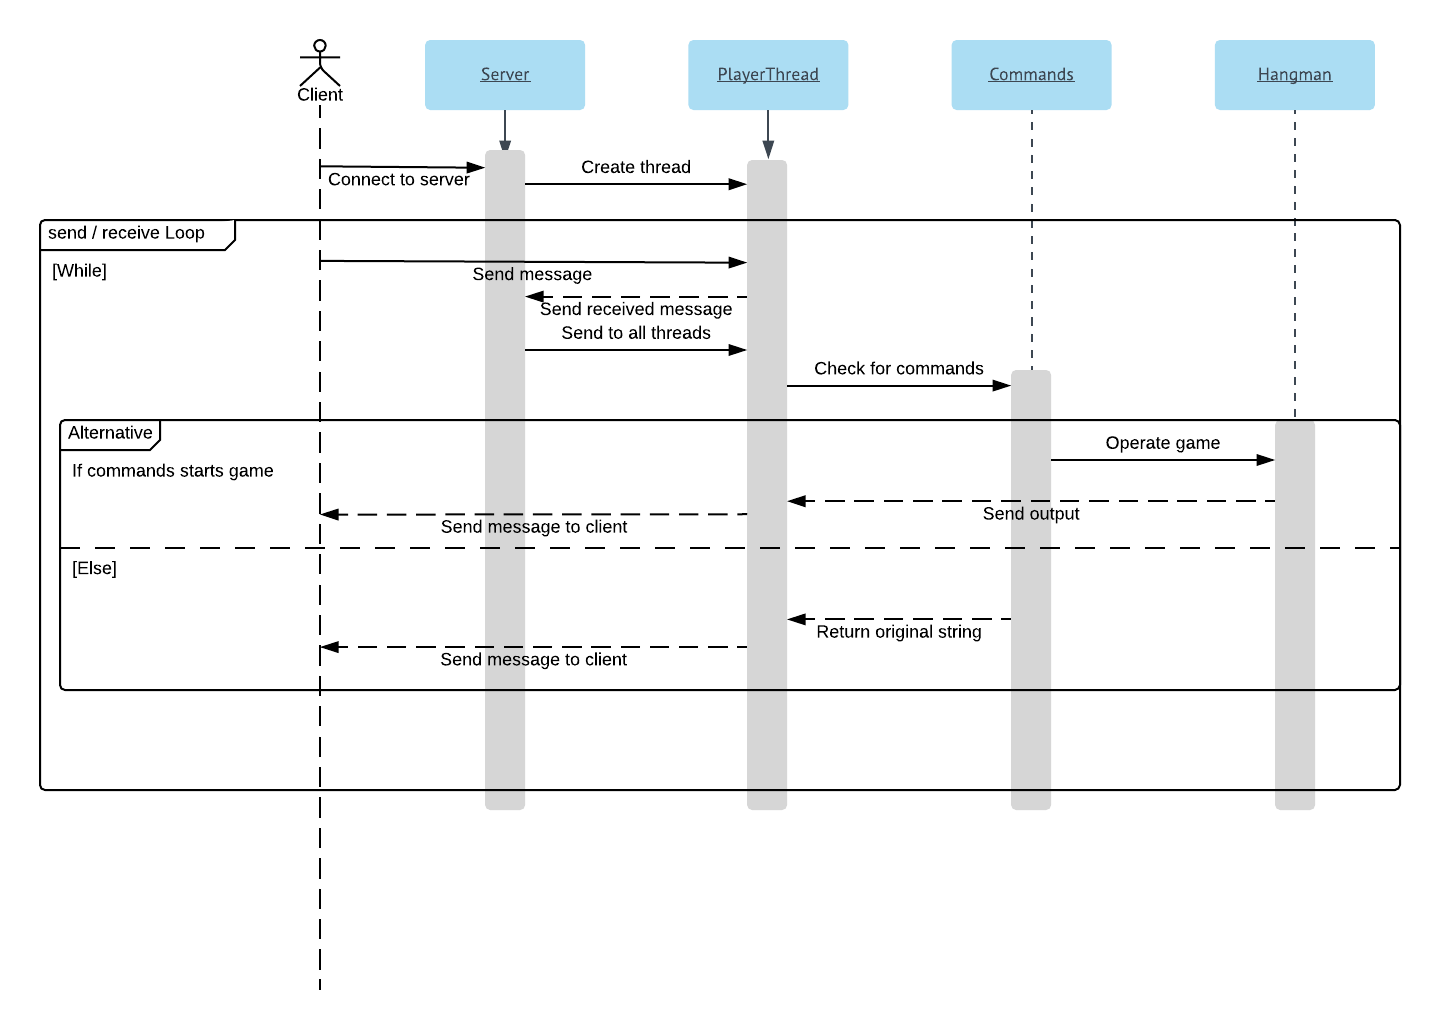 Client
Server
PlayerThread
Commands
Hangman
Connect to server
Create thread
send / receive Loop
[While]
Send message
Send received message
Send to all threads
Check for commands
Alternative
If commands starts game
Operate game
Send output
Send message to client
[Else]
Return original string
Send message to client